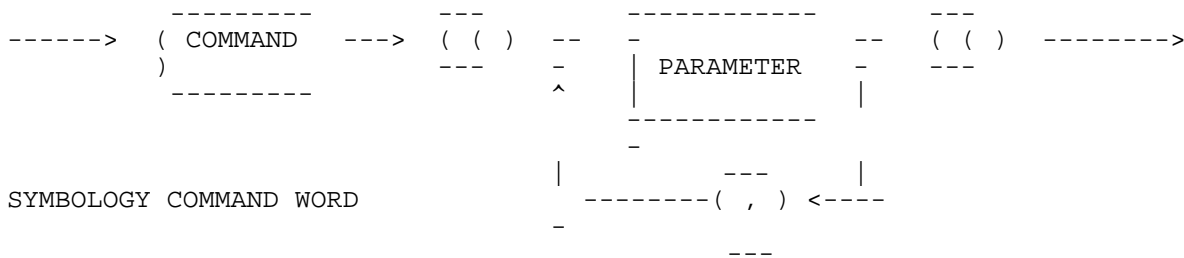 ---------       ---          ------------       ---
------>  ( COMMAND  --->  ( ( )  --  -              --  ( ( )  -------->
)                 ---    -    | PARAMETER   -    ---
---------               ^    |             |
------------
-
|          ---    |
SYMBOLOGY COMMAND WORD              --------( , ) <----
-
---